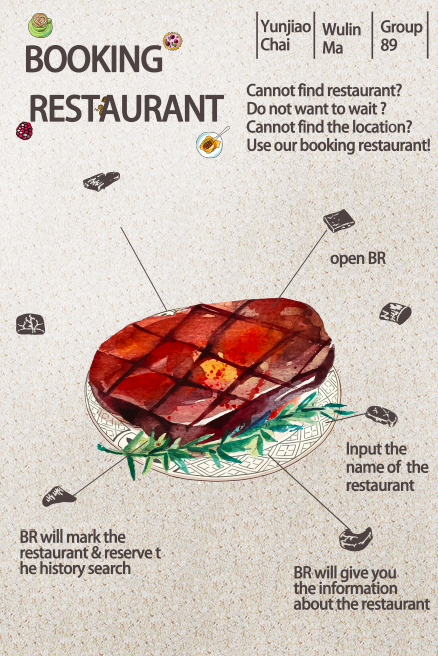 BOOKING
RESTAURANT
Yunjiao
Chai
Wulin
Ma
Group
89
Cannot find restaurant?
Do not want to wait ?
Cannot find the location?
Use our booking restaurant!
open BR
Input the
name of the
restaurant
BR will mark the
restaurant & reserve t
he history search
BR will give you
the information
about the restaurant